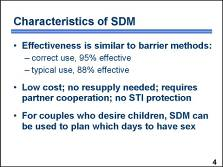 Characteristics of SDM
• Effectiveness is similar to barrier methods:
– correct use, 95% effective
– typical use, 88% effective
• Low cost; no resupply needed; requires
partner cooperation; no STI protection
• For couples who desire children, SDM can
be used to plan which days to have sex
4